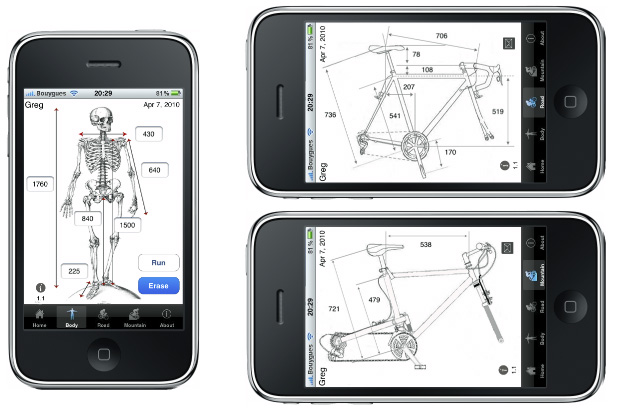 Bouygues 20:29 81%
Greg Apr 7, 2010
430
640
1760
840
1500
225
Run
Erase
1.1
Home Body Road Mountain About
Bouygues 20:29 81%
Greg Apr 7, 2010
706
78
108
207
736
541
519
170
1.1
Home Body Road Mountain About
Bouygues 20:29 81%
Greg Apr 7, 2010
538
721
479
1.1
Home Body Road Mountain About